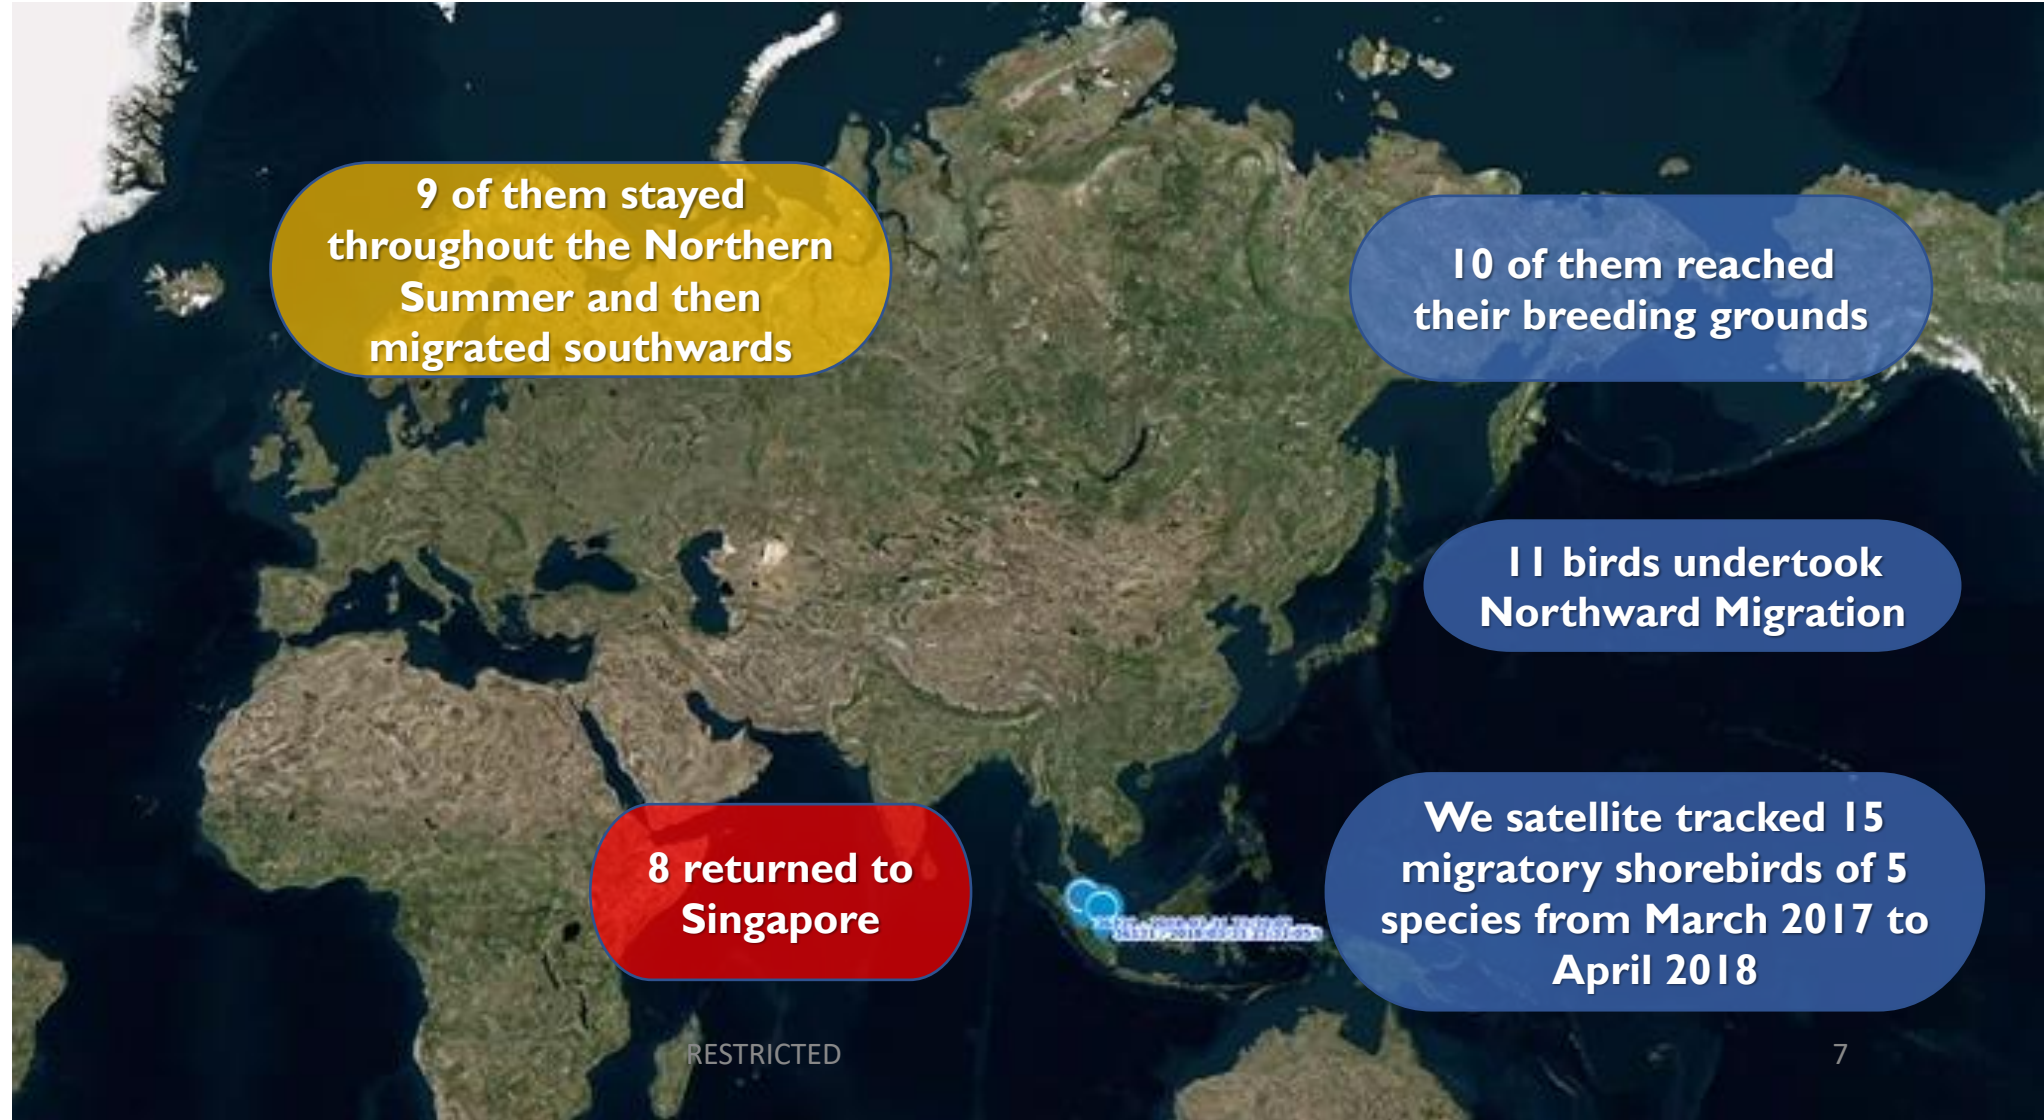 9 of them stayed
throughout the Northern
Summer and then
migrated southwards
10 of them reached
their breeding grounds
11 birds undertook
Northward Migration
We satellite tracked 15
migratory shorebirds of 5
species from March 2017 to
April 2018
8 returned to
Singapore
RESTRICTED
7